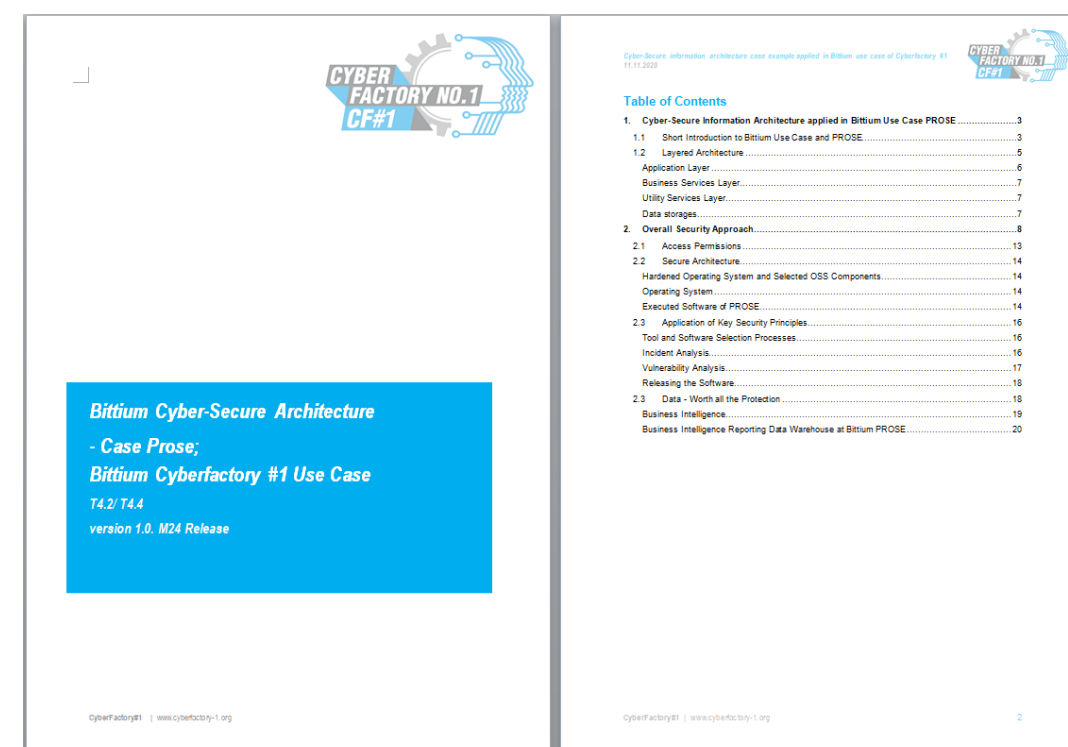 CYBER
FACTORY NO.1
CF#1
Bittium Cyber-Secure Architecture
- Case Prose;
Bittium Cyberfactory #1 Use Case
T4.2/ T4.4
version 1.0. M24 Release
CyberFactory#1 | www.cyberfactory-1.org
Cyber-Secure information architecture case example applied in Bittium use case of Cyberfactory #1
11.11.2020
CYBER
FACTORY NO.1
CF#1
Table of Contents
1. Cyber-Secure Information Architecture applied in Bittium Use Case PROSE ......................3
1.1 Short Introduction to Bittium Use Case and PROSE......................3
1.2 Layered Architecture......................5
Application Layer......................6
Business Services Layer......................7
Utility Services Layer......................7
Data storages......................7
2. Overall Security Approach......................8
2.1 Access Permissions......................13
2.2 Secure Architecture......................14
Hardened Operating System and Selected OSS Components......................14
Operating System......................14
Executed Software of PROSE......................14
2.3 Application of Key Security Principles......................16
Tool and Software Selection Processes......................16
Incident Analysis......................16
Vulnerability Analysis......................17
Releasing the Software......................18
2.3 Data - Worth all the Protection......................18
Business Intelligence......................19
Business Intelligence Reporting Data Warehouse at Bittium PROSE......................20
CyberFactory#1 | www.cyberfactory-1.org
2